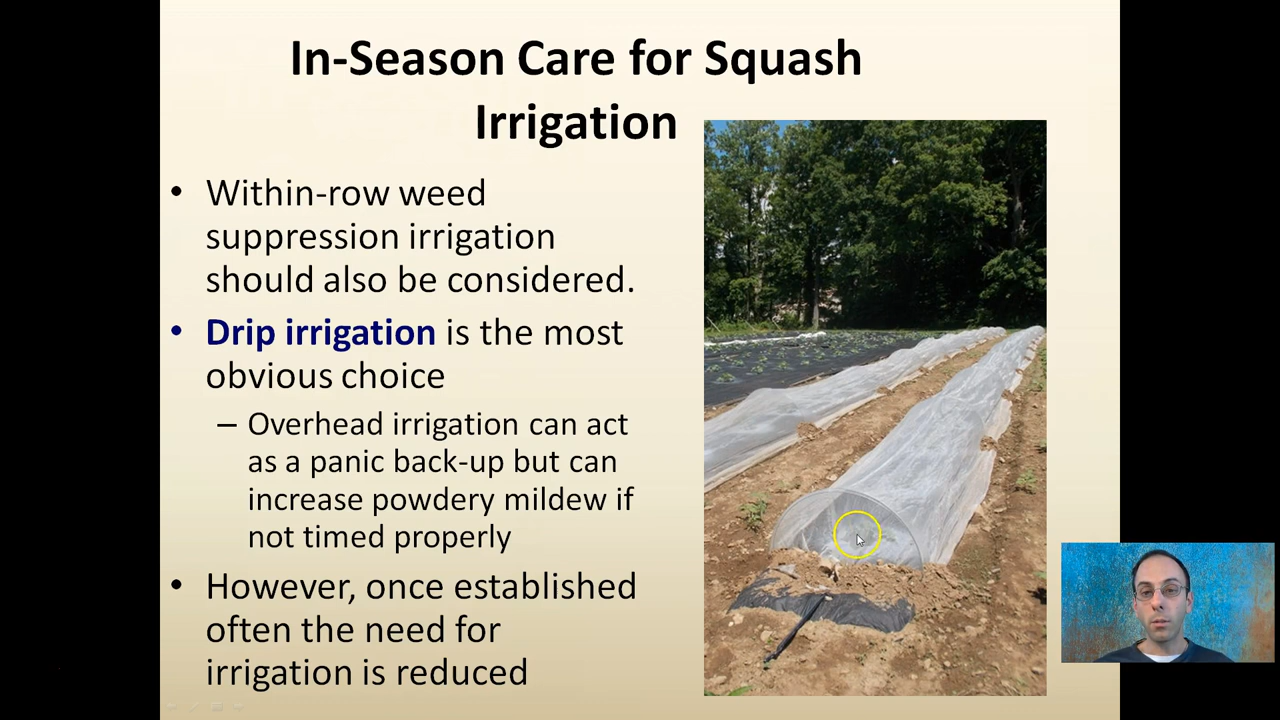 In-Season Care for Squash
Irrigation
• Within-row weed
suppression irrigation
should also be considered.
• Drip irrigation is the most
obvious choice
– Overhead irrigation can act
as a panic back-up but can
increase powdery mildew if
not timed properly
• However, once established
often the need for
irrigation is reduced